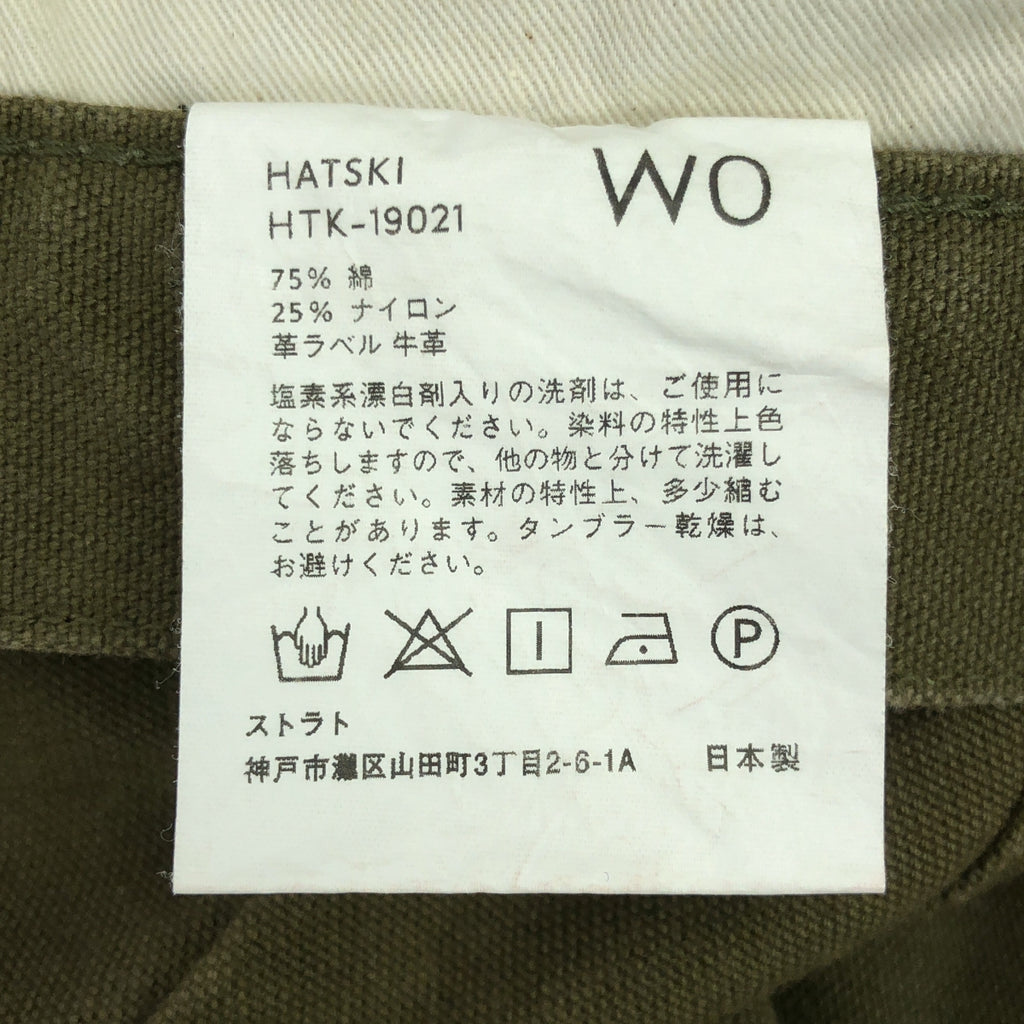 HATSKI
WO
HTK-19021
75% 綿
25% ナイロン
革ラベル 牛革
塩素系漂白剤入りの洗剤は、ご使用に
ならないでください。染料の特性上色
落ちしますので、他の物と分けて洗濯し
てください。素材の特性上、多少縮む
ことがあります。タンブラー乾燥は、
お避けください。
P
ストラト
神戸市灘区山田町3丁目2-6-1A 日本製